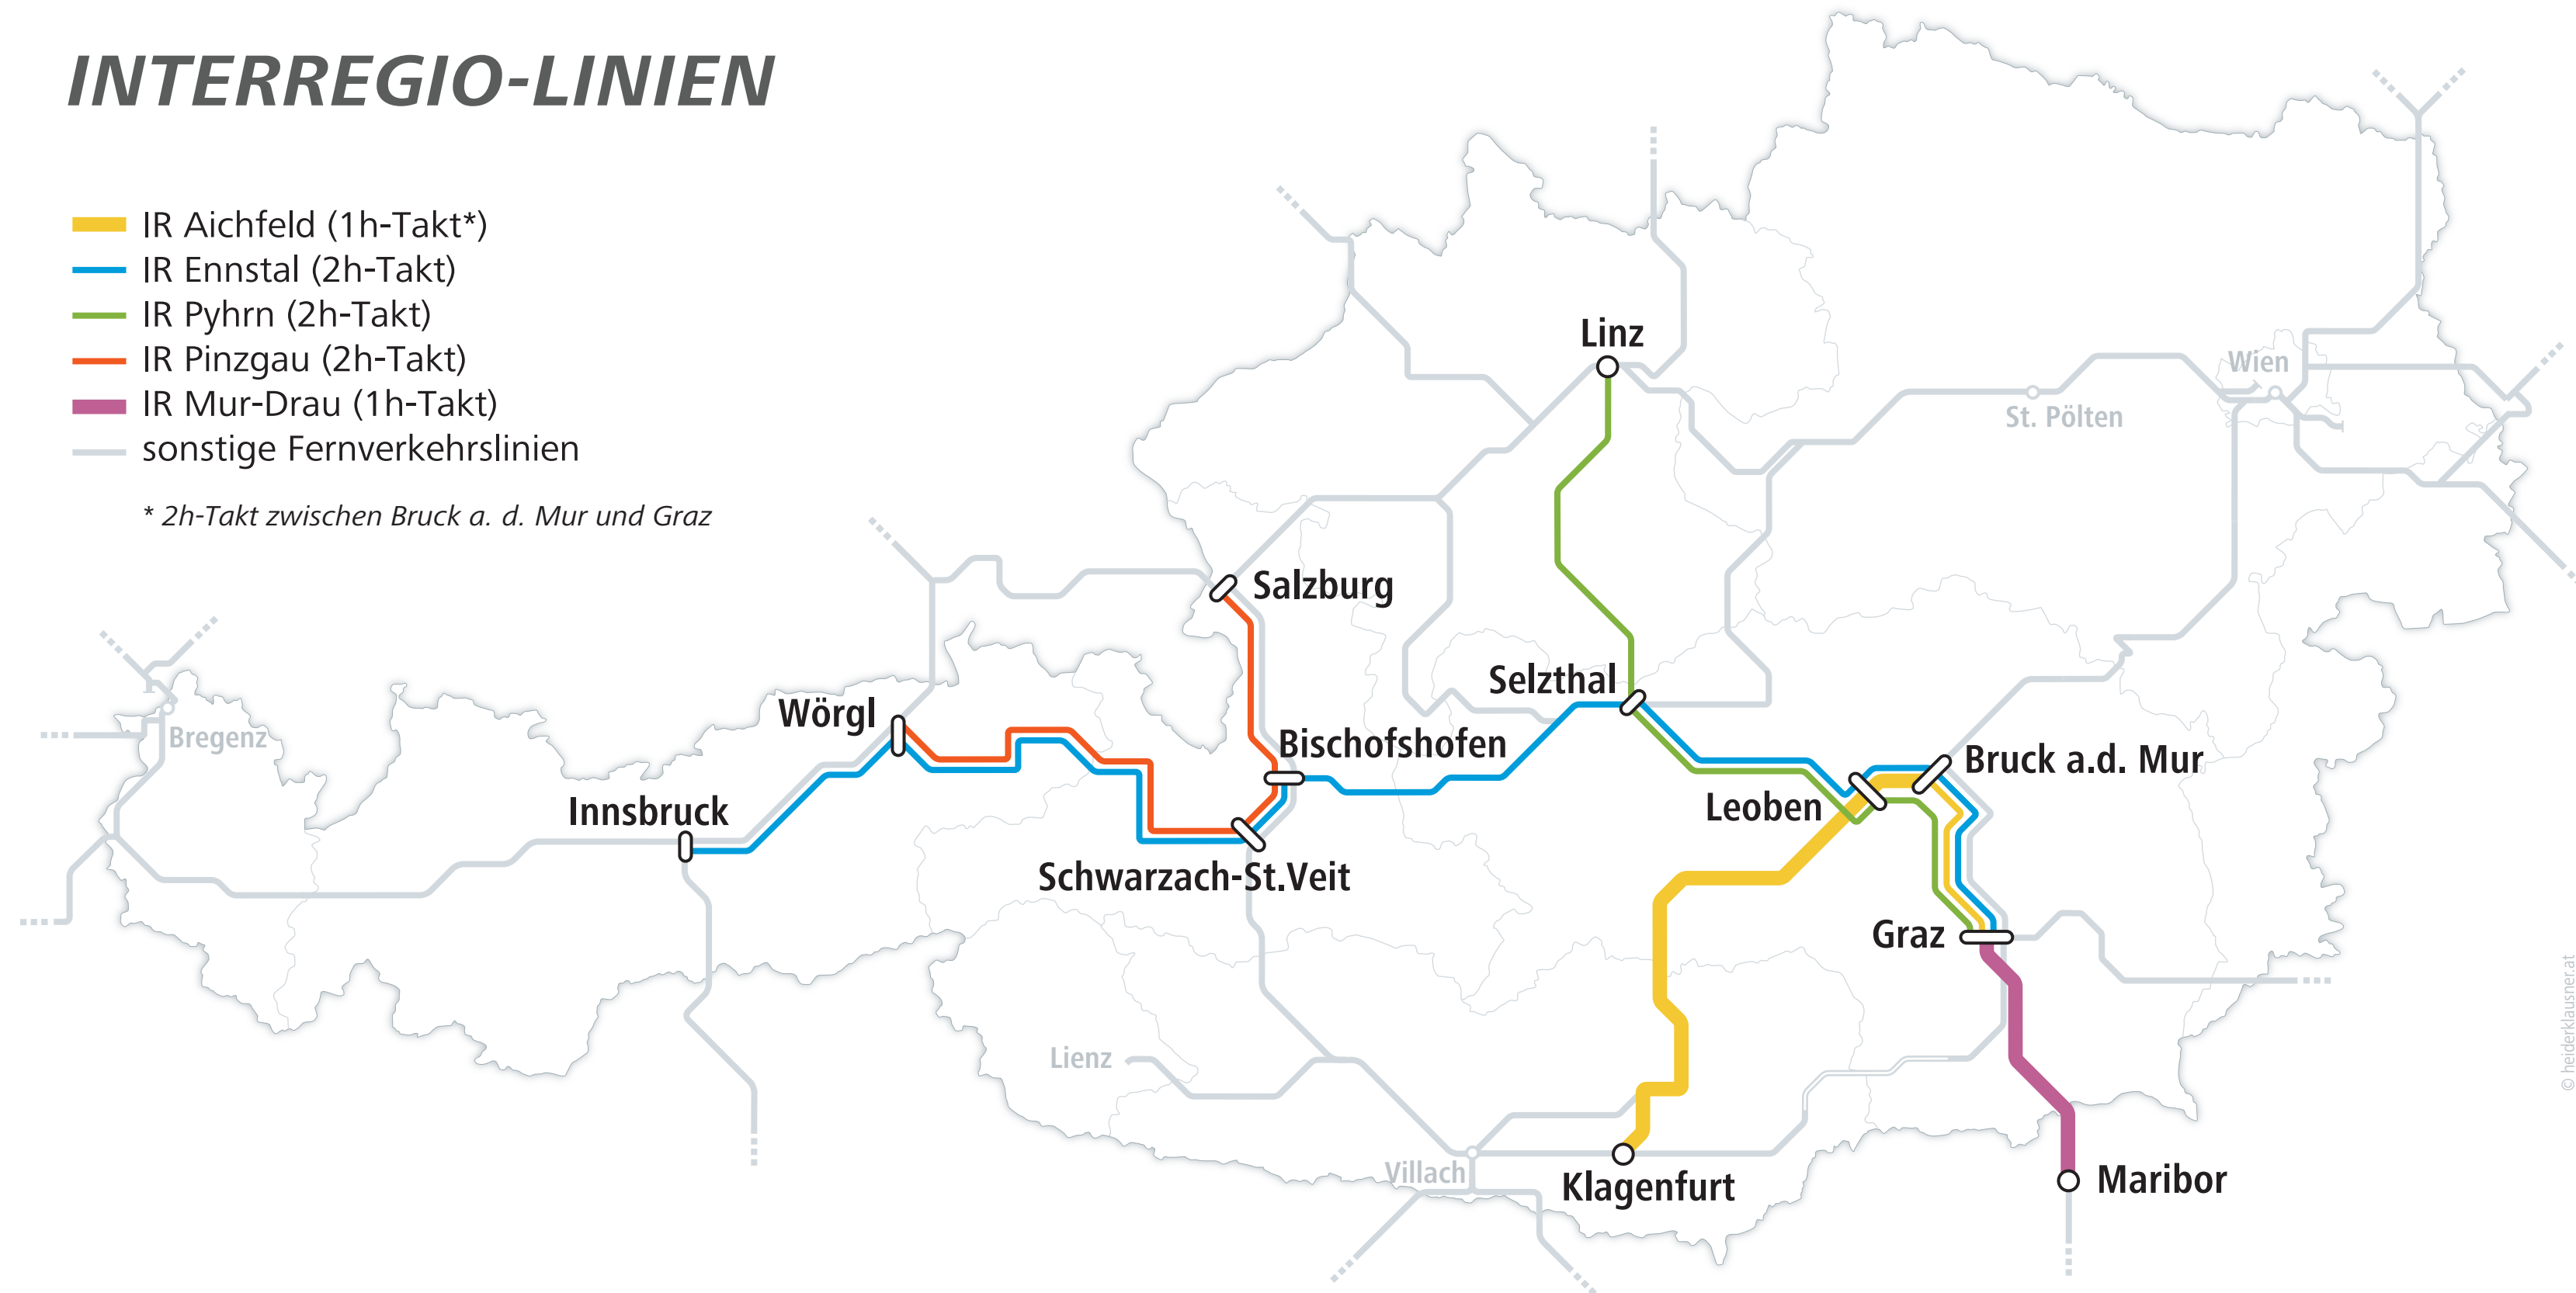 INTERREGIO-LINIEN
IR Aichfeld (1h-Takt*)
IR Ennstal (2h-Takt)
IR Pyhrn (2h-Takt)
IR Pinzgau (2h-Takt)
IR Mur-Drau (1h-Takt)
sonstige Fernverkehrslinien
* 2h-Takt zwischen Bruck a. d. Mur und Graz
Linz
Wien
St. Pölten
Salzburg
Selzthal
Wörgl
Bregenz
Bischofshofen
Bruck a.d. Mur
Innsbruck
Leoben
Schwarzach-St.Veit
Graz
Lienz
Villach
Klagenfurt
Maribor
© heiderklausner.at